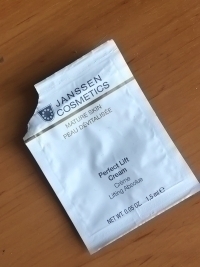 JANSSEN
COSMETICS
MATURE SKIN
PEAU DEVITALISÉE
Perfect Lift
Cream
Crème
Lifting Absolue
NET WT. 0.05 OZ. - 1,5 ml ℮